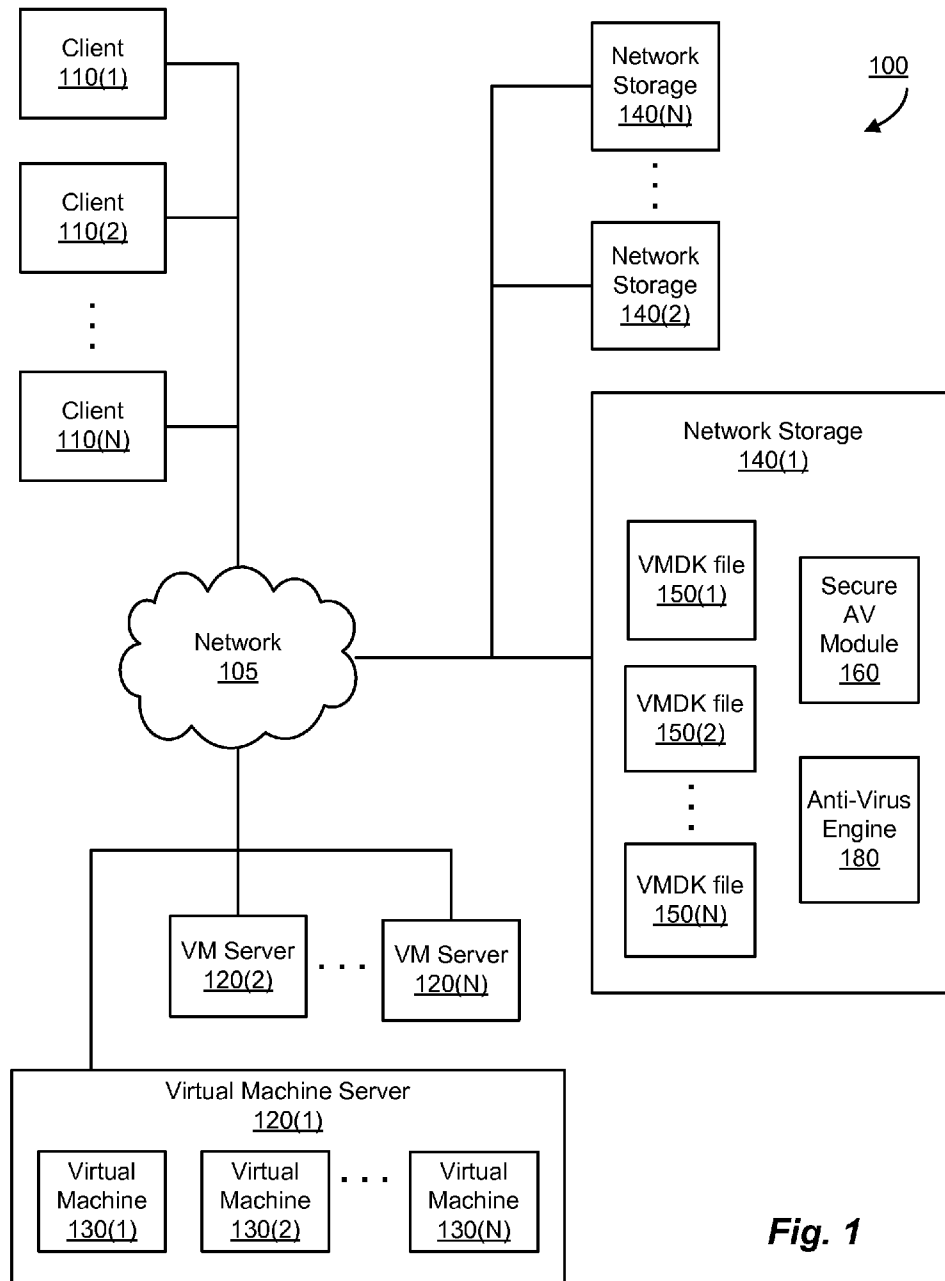 Client
110(1)
Client
110(2)
Client
110(N)
Network
Storage
140(N)
Network
Storage
140(2)
100
Network Storage
140(1)
VMDK file
150(1)
VMDK file
150(2)
VMDK file
150(N)
Secure
AV
Module
160
Anti-Virus
Engine
180
Network
105
VM Server
120(2)
VM Server
120(N)
Virtual Machine Server
120(1)
Virtual
Machine
130(1)
Virtual
Machine
130(2)
Virtual
Machine
130(N)
Fig. 1